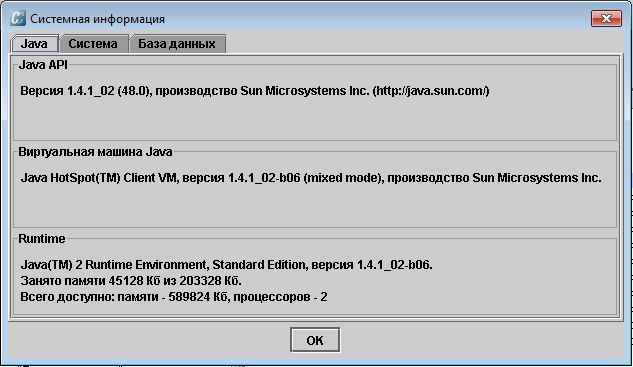 Системная информация
Java Система База данных
Java API
Версия 1.4.1_02 (48.0), производство Sun Microsystems Inc. (http://java.sun.com/)
Виртуальная машина Java
Java HotSpot(TM) Client VM, версия 1.4.1_02-b06 (mixed mode), производство Sun Microsystems Inc.
Runtime
Java(TM) 2 Runtime Environment, Standard Edition, версия 1.4.1_02-b06.
Занято памяти 45128 Кб из 203328 Кб.
Всего доступно: памяти - 589824 Кб, процессоров - 2
OK